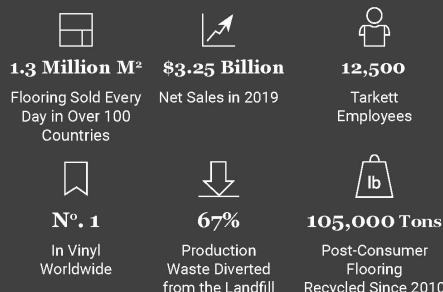 1.3 Million M²
Flooring Sold Every
Day in Over 100
Countries
$3.25 Billion
Net Sales in 2019
12,500
Tarkett
Employees
Nº. 1
In Vinyl
Worldwide
67%
Production
Waste Diverted
from the Landfill
lb
105,000 Tons
Post-Consumer
Flooring
Recycled Since 2010